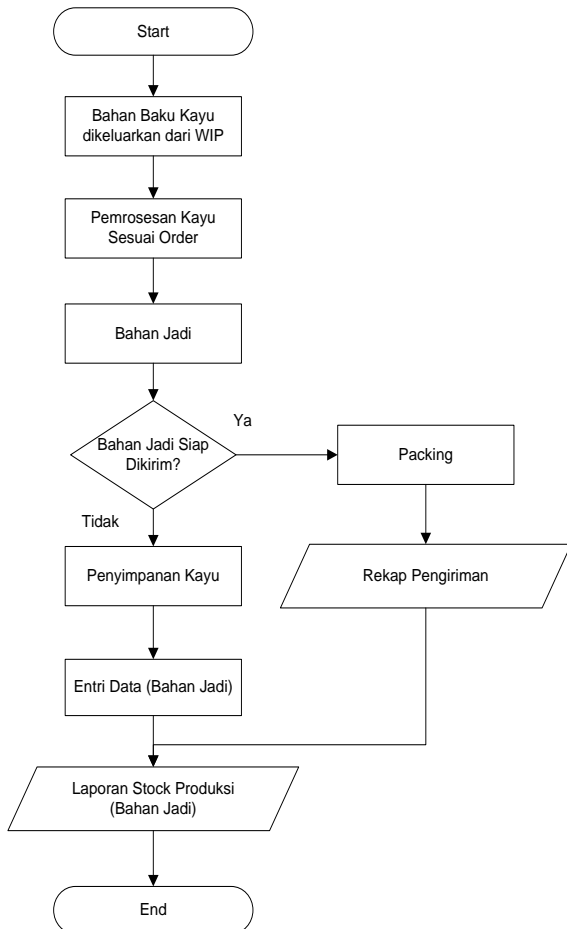 Start
Bahan Baku Kayu
dikeluarkan dari WIP
Pemrosesan Kayu
Sesuai Order
Bahan Jadi
Bahan Jadi Siap
Dikirim?
Ya
Packing
Tidak
Penyimpanan Kayu
Rekap Pengiriman
Entri Data (Bahan Jadi)
Laporan Stock Produksi
(Bahan Jadi)
End